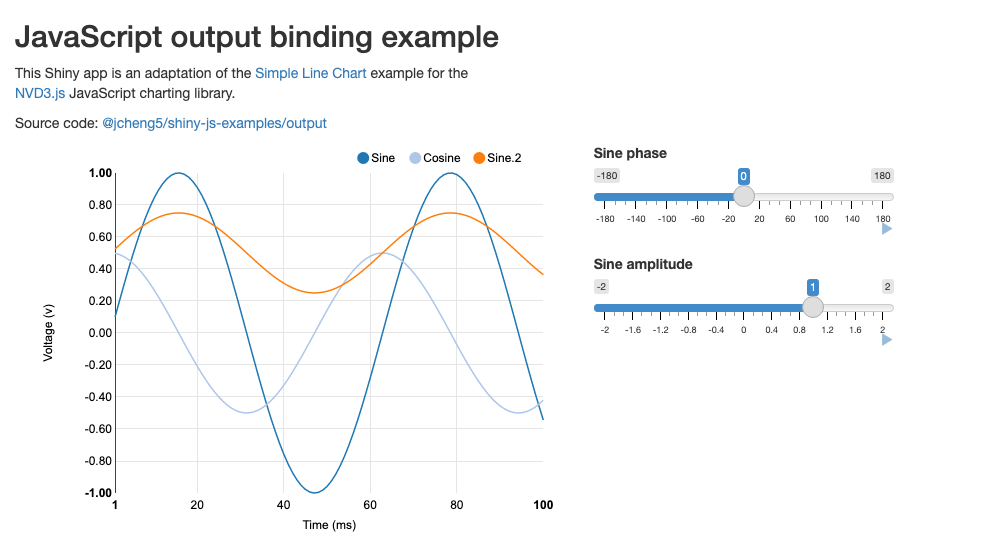 JavaScript output binding example
This Shiny app is an adaptation of the Simple Line Chart example for the
NVD3.js JavaScript charting library.
Source code: @jcheng5/shiny-js-examples/output
Sine Cosine Sine.2
1.00
0.80
0.60
0.40
0.20
0.00
-0.20
-0.40
-0.60
-0.80
-1.00
Voltage (v)
1 20 40 60 80 100
Time (ms)
Sine phase
-180 0 180
-180 -140 -100 -60 -20 20 60 100 140 180
Sine amplitude
-2 1 2
-2 -1.6 -1.2 -0.8 -0.4 0 0.4 0.8 1.2 1.6 2